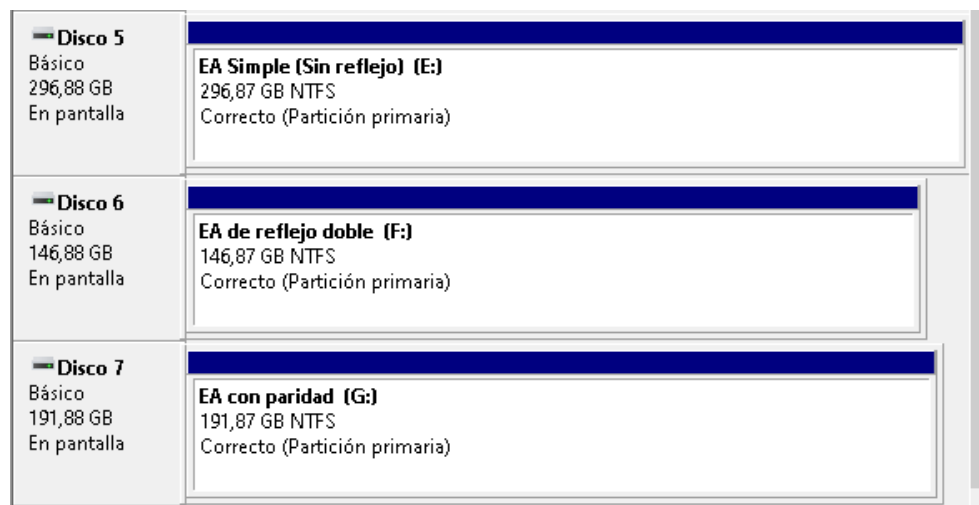 Disco 5
Básico
296,88 GB
En pantalla
EA Simple (Sin reflejo) (E:)
296,87 GB NTFS
Correcto (Partición primaria)
Disco 6
Básico
146,88 GB
En pantalla
EA de reflejo doble (F:)
146,87 GB NTFS
Correcto (Partición primaria)
Disco 7
Básico
191,88 GB
En pantalla
EA con paridad (G:)
191,87 GB NTFS
Correcto (Partición primaria)